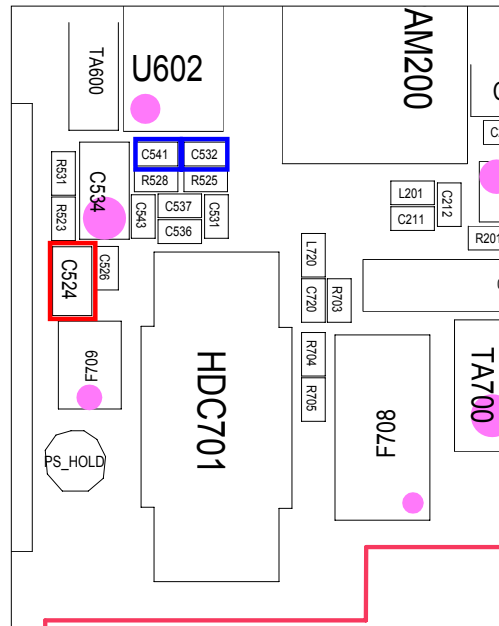 TA600
U602
AM200
C541
C532
R531
C534
R528
R525
L201
C212
C211
R523
C543
C537
C531
C536
R201
C524
C526
L720
C720
R703
F709
HDC701
R704
R705
F708
TA700
PS_HOLD